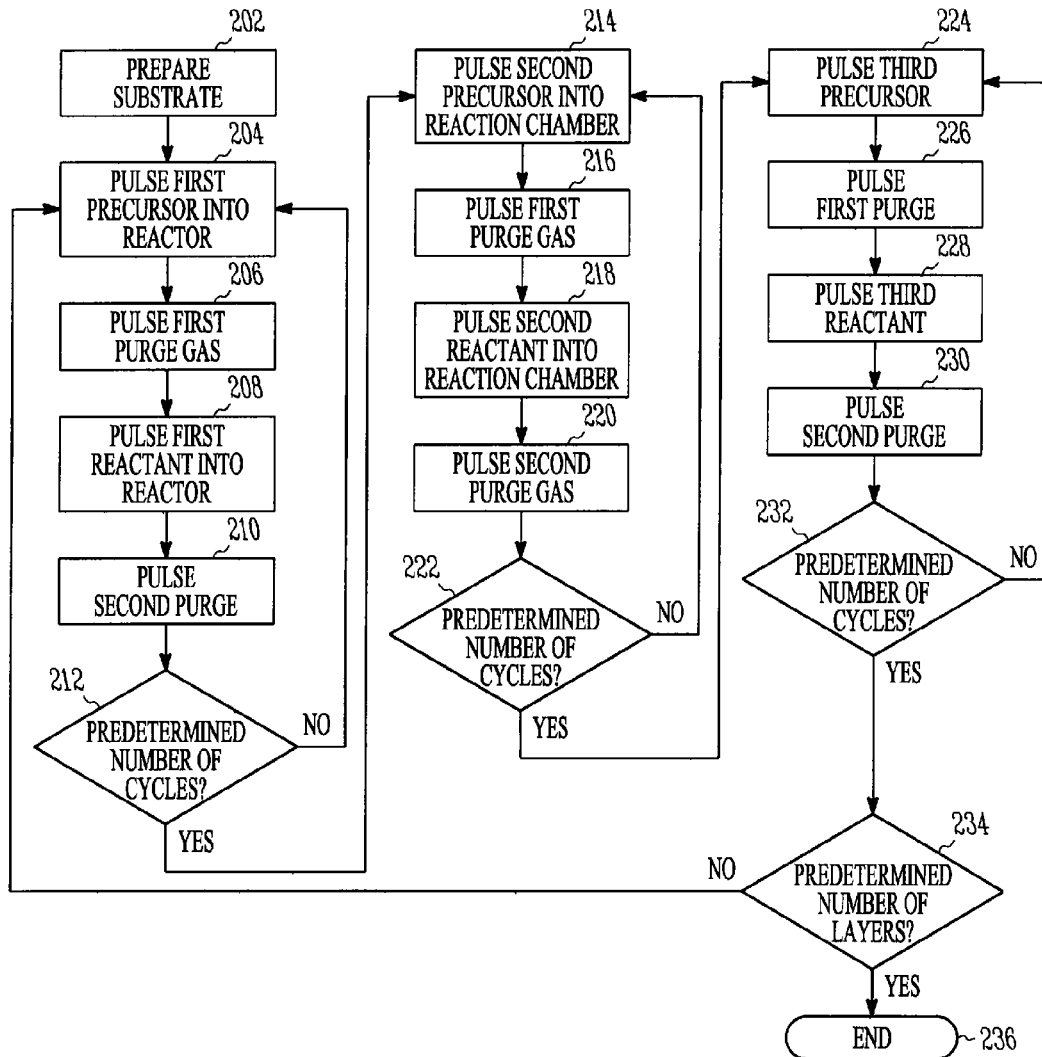 202
PREPARE
SUBSTRATE
204
PULSE FIRST
PRECURSOR INTO
REACTOR
206
PULSE FIRST
PURGE GAS
208
PULSE FIRST
REACTANT INTO
REACTOR
210
PULSE
SECOND PURGE
212
PREDETERMINED
NUMBER OF
CYCLES?
NO
YES
214
PULSE SECOND
PRECURSOR INTO
REACTION CHAMBER
216
PULSE FIRST
PURGE GAS
218
PULSE SECOND
REACTANT INTO
REACTION CHAMBER
220
PULSE SECOND
PURGE GAS
222
PREDETERMINED
NUMBER OF
CYCLES?
NO
YES
224
PULSE THIRD
PRECURSOR
226
PULSE
FIRST PURGE
228
PULSE THIRD
REACTANT
230
PULSE
SECOND PURGE
232
PREDETERMINED
NUMBER OF
CYCLES?
NO
YES
234
PREDETERMINED
NUMBER OF
LAYERS?
NO
YES
END
236